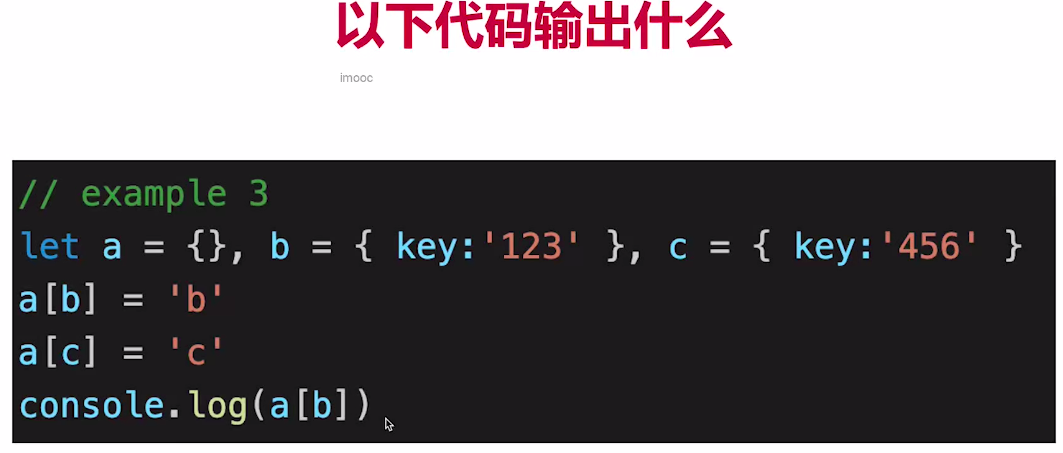 以下代码输出什么
imooc
// example 3
let a = {}, b = { key:'123' }, c = { key:'456' }
a[b] = 'b'
a[c] = 'c'
console.log(a[b])